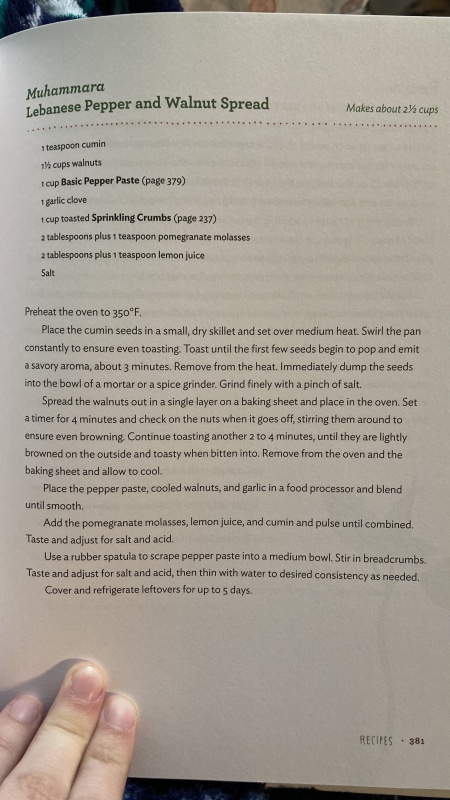 Muhammara
Lebanese Pepper and Walnut Spread
Makes about 2½ cups
1 teaspoon cumin
1½ cups walnuts
1 cup Basic Pepper Paste (page 379)
1 garlic clove
1 cup toasted Sprinkling Crumbs (page 237)
2 tablespoons plus 1 teaspoon pomegranate molasses
2 tablespoons plus 1 teaspoon lemon juice
Salt
Preheat the oven to 350°F.
Place the cumin seeds in a small, dry skillet and set over medium heat. Swirl the pan
constantly to ensure even toasting. Toast until the first few seeds begin to pop and emit
a savory aroma, about 3 minutes. Remove from the heat. Immediately dump the seeds
into the bowl of a mortar or a spice grinder. Grind finely with a pinch of salt.
Spread the walnuts out in a single layer on a baking sheet and place in the oven. Set
a timer for 4 minutes and check on the nuts when it goes off, stirring them around to
ensure even browning. Continue toasting another 2 to 4 minutes, until they are lightly
browned on the outside and toasty when bitten into. Remove from the oven and the
baking sheet and allow to cool.
Place the pepper paste, cooled walnuts, and garlic in a food processor and blend
until smooth.
Add the pomegranate molasses, lemon juice, and cumin and pulse until combined.
Taste and adjust for salt and acid.
Use a rubber spatula to scrape pepper paste into a medium bowl. Stir in breadcrumbs.
Taste and adjust for salt and acid, then thin with water to desired consistency as needed.
Cover and refrigerate leftovers for up to 5 days.
RECIPES · 381